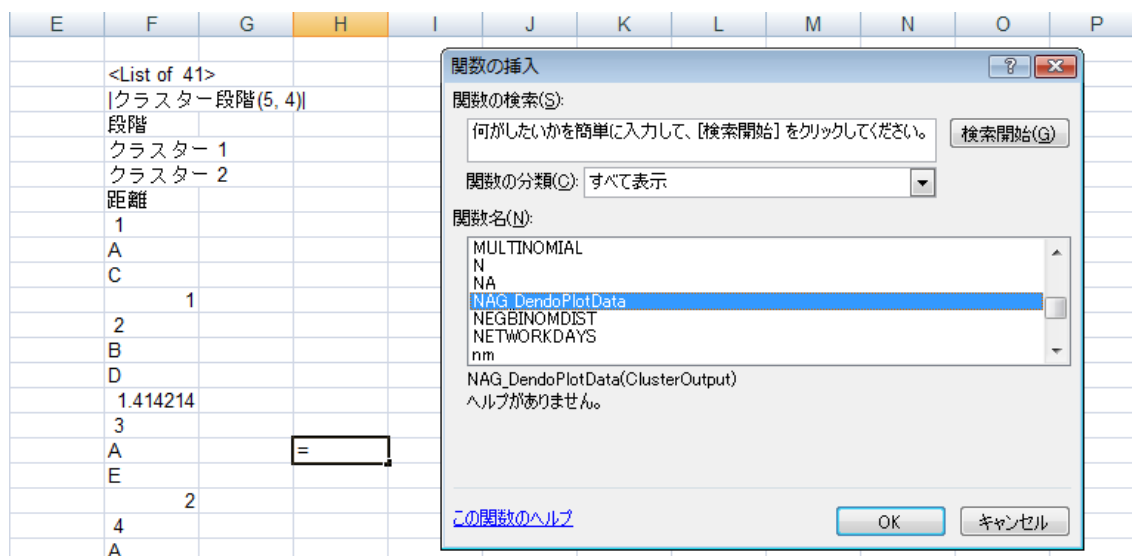 E F G H I J K L M N O P
<List of 41>
|クラスター段階(5, 4)|
段階
クラスター 1
クラスター 2
距離
1
A
C
1
2
B
D
1.414214
3
A
=
E
2
4
A
関数の挿入
関数の検索(S):
何がしたいかを簡単に入力して、[検索開始] をクリックしてください。
検索開始(G)
関数の分類(C): すべて表示
関数名(N):
MULTINOMIAL
N
NA
NAG_DendoPlotData
NEGBINOMDIST
NETWORKDAYS
nm
NAG_DendoPlotData(ClusterOutput)
ヘルプがありません。
この関数のヘルプ
OK
キャンセル